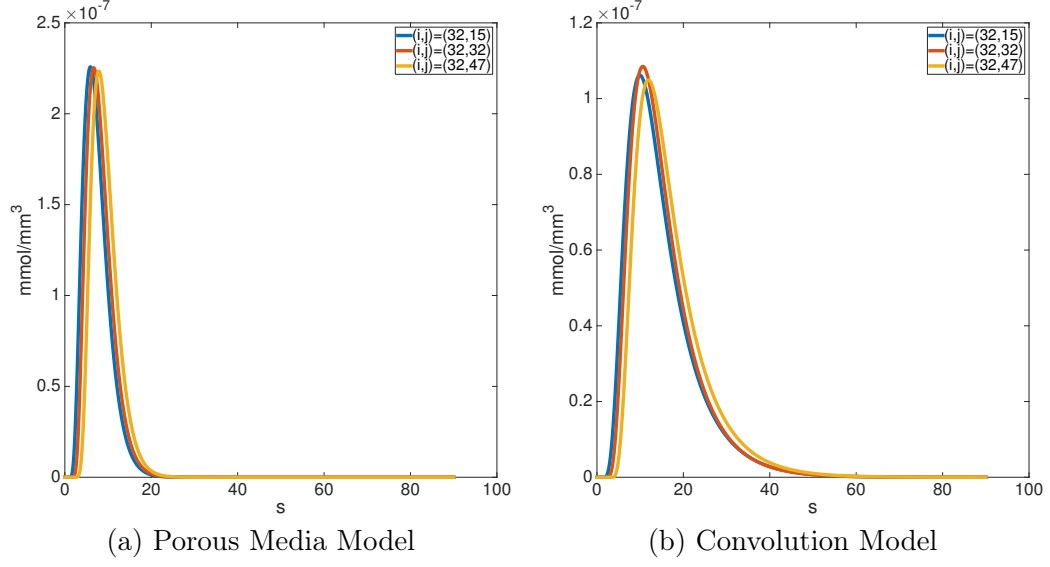 ×10⁻⁷
2.5
2
1.5
1
0.5
0
0 20 40 60 80 100
mmol/mm³
s
(i,j)=(32,15)
(i,j)=(32,32)
(i,j)=(32,47)
(a) Porous Media Model
×10⁻⁷
1.2
1
0.8
0.6
0.4
0.2
0
0 20 40 60 80 100
mmol/mm³
s
(i,j)=(32,15)
(i,j)=(32,32)
(i,j)=(32,47)
(b) Convolution Model